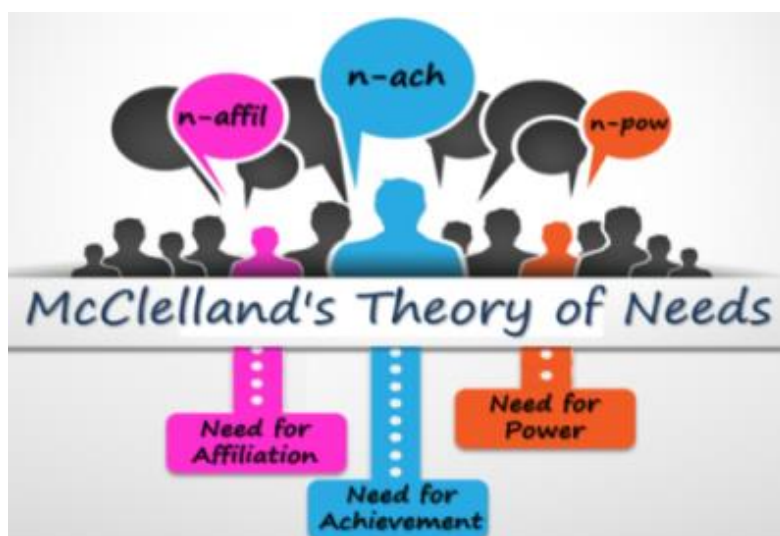 n-ach
n-affil
n-pow
McClelland's Theory of Needs
Need for
Affiliation
Need for
Power
Need for
Achievement